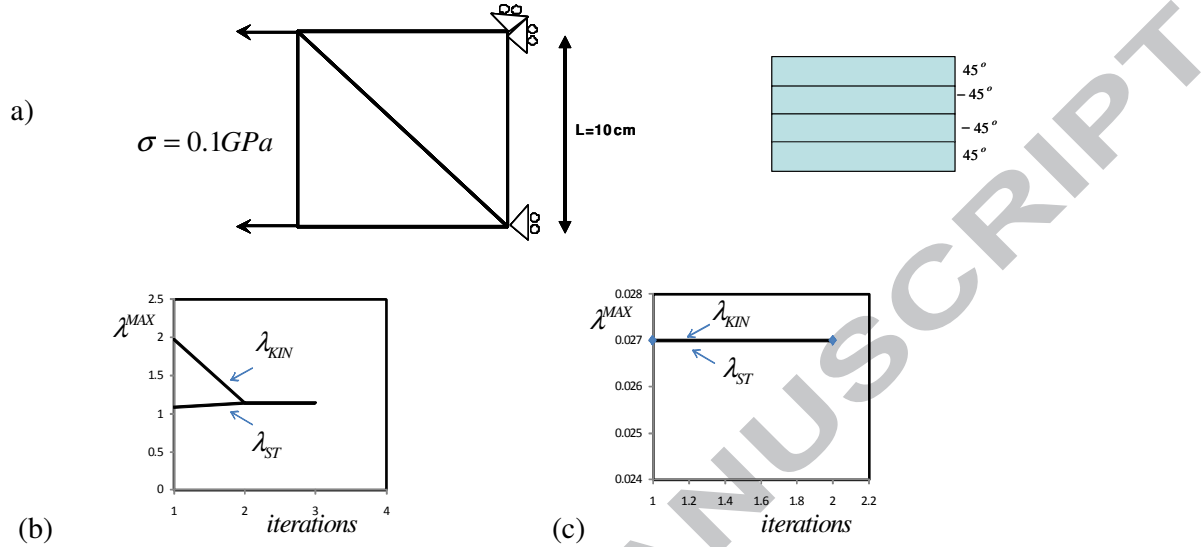 a)
σ = 0.1GPa
L=10cm
45°
− 45°
− 45°
45°
λ^MAX
2.5
2
1.5
1
0.5
0
1
2
3
4
λ_KIN
λ_ST
iterations
(b)
λ^MAX
0.028
0.027
0.026
0.025
0.024
1
1.2
1.4
1.6
1.8
2
2.2
λ_KIN
λ_ST
iterations
(c)
ANUSCRIPT